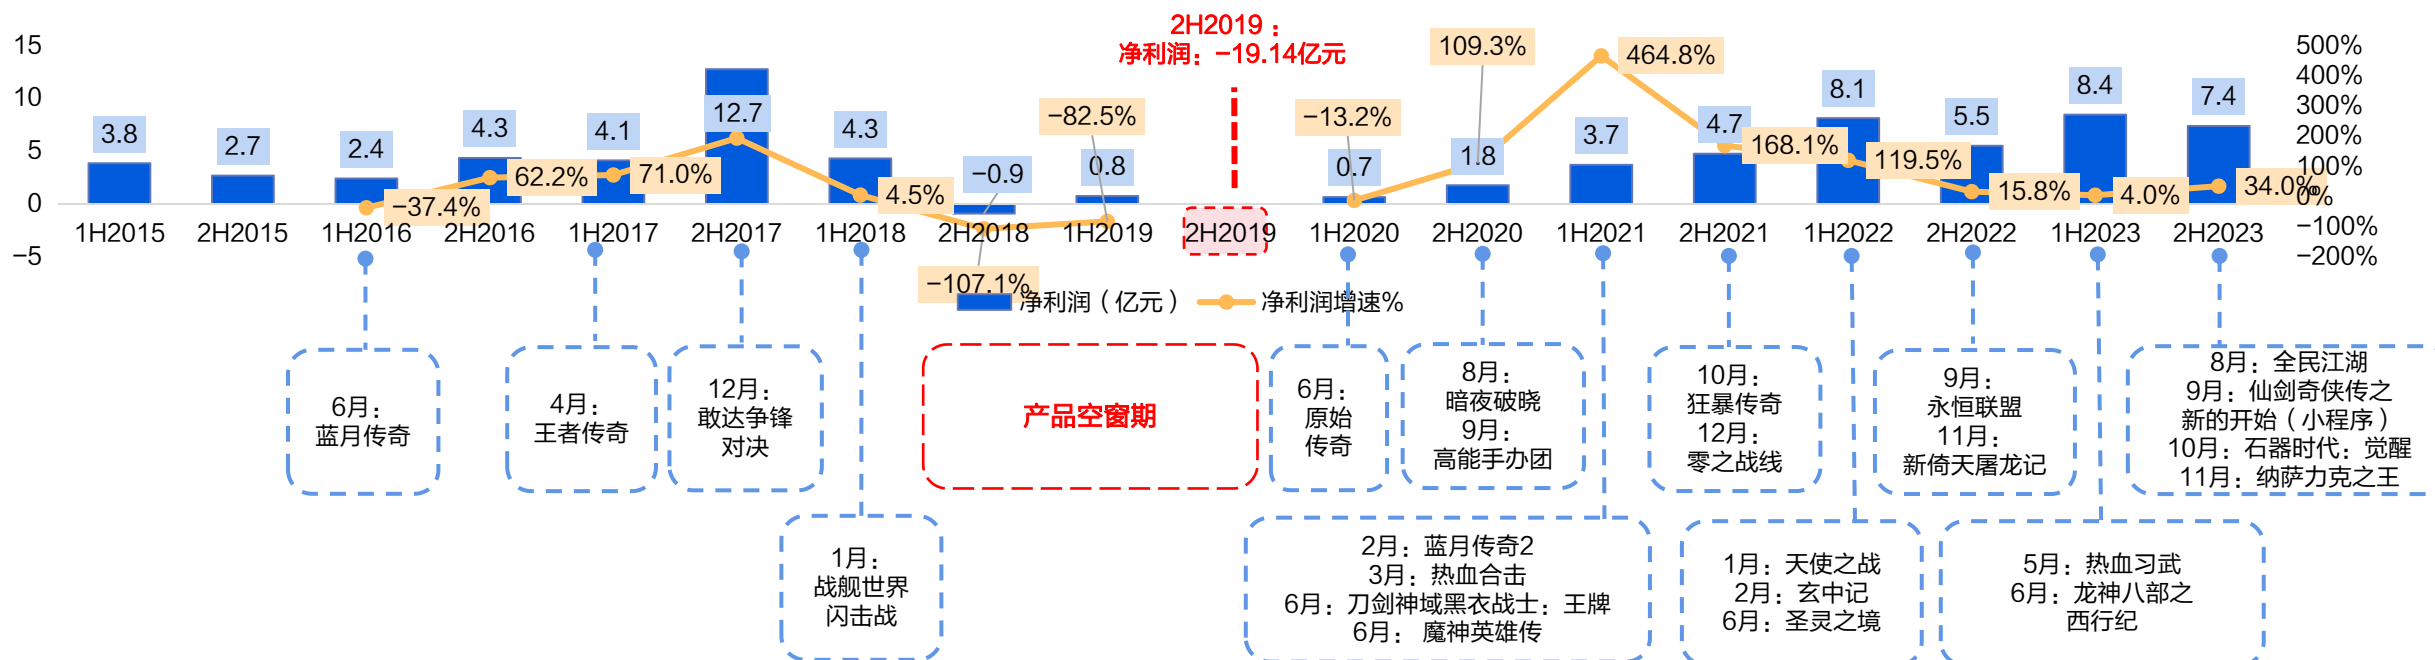 2H2019：
净利润：-19.14亿元
15
10
5
0
-5
500%
400%
300%
200%
100%
0%
-100%
-200%
3.8
2.7
2.4
4.3
4.1
12.7
4.3
-0.9
0.8
0.7
1.8
3.7
4.7
8.1
5.5
8.4
7.4
-37.4%
62.2%
71.0%
4.5%
-107.1%
-82.5%
-13.2%
109.3%
464.8%
168.1%
119.5%
15.8%
4.0%
34.0%
1H2015
2H2015
1H2016
2H2016
1H2017
2H2017
1H2018
2H2018
1H2019
2H2019
1H2020
2H2020
1H2021
2H2021
1H2022
2H2022
1H2023
2H2023
净利润（亿元）
净利润增速%
6月：
蓝月传奇
4月：
王者传奇
12月：
敢达争锋
对决
1月：
战舰世界
闪击战
产品空窗期
6月：
原始
传奇
8月：
暗夜破晓
9月：
高能手办团
2月：蓝月传奇2
3月：热血合击
6月：刀剑神域黑衣战士：王牌
6月： 魔神英雄传
10月：
狂暴传奇
12月：
零之战线
1月：天使之战
2月：玄中记
6月：圣灵之境
9月：
永恒联盟
11月：
新倚天屠龙记
5月：热血习武
6月：龙神八部之
西行纪
8月：全民江湖
9月：仙剑奇侠传之
新的开始（小程序）
10月：石器时代：觉醒
11月：纳萨力克之王